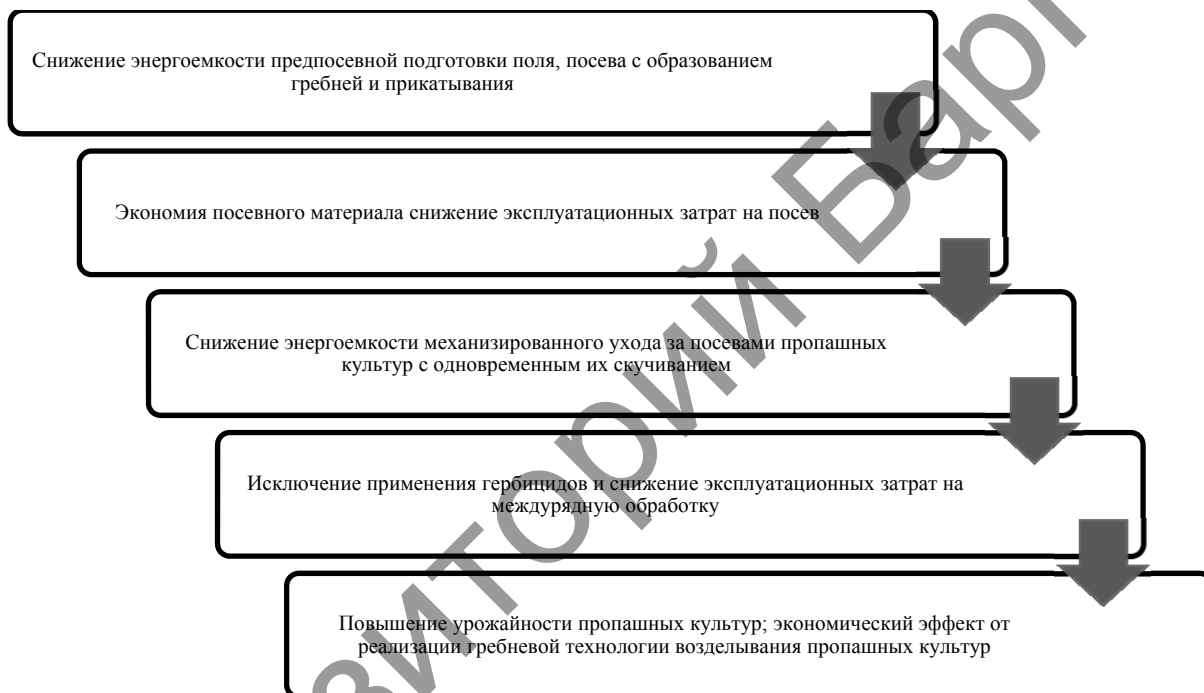 Снижение энергоемкости предпосевной подготовки поля, посева с образованием
гребней и прикатывания
Экономия посевного материала снижение эксплуатационных затрат на посев
Снижение энергоемкости механизированного ухода за посевами пропашных
культур с одновременным их скучиванием
Исключение применения гербицидов и снижение эксплуатационных затрат на
междурядную обработку
Повышение урожайности пропашных культур; экономический эффект от
реализации гребневой технологии возделывания пропашных культур